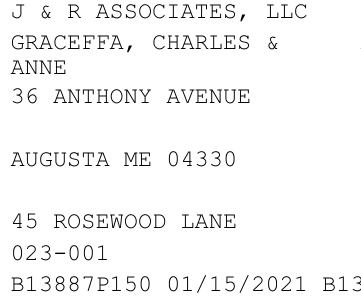 J & R ASSOCIATES, LLC
GRACEFFA, CHARLES &
ANNE
36 ANTHONY AVENUE
AUGUSTA ME 04330
45 ROSEWOOD LANE
023-001
B13887P150 01/15/2021 B13